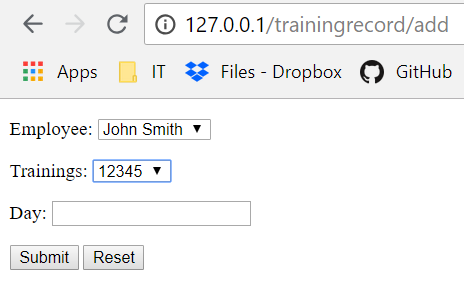 127.0.0.1/trainingrecord/add
Apps IT Files - Dropbox GitHub
Employee: John Smith
Trainings: 12345
Day:
Submit Reset